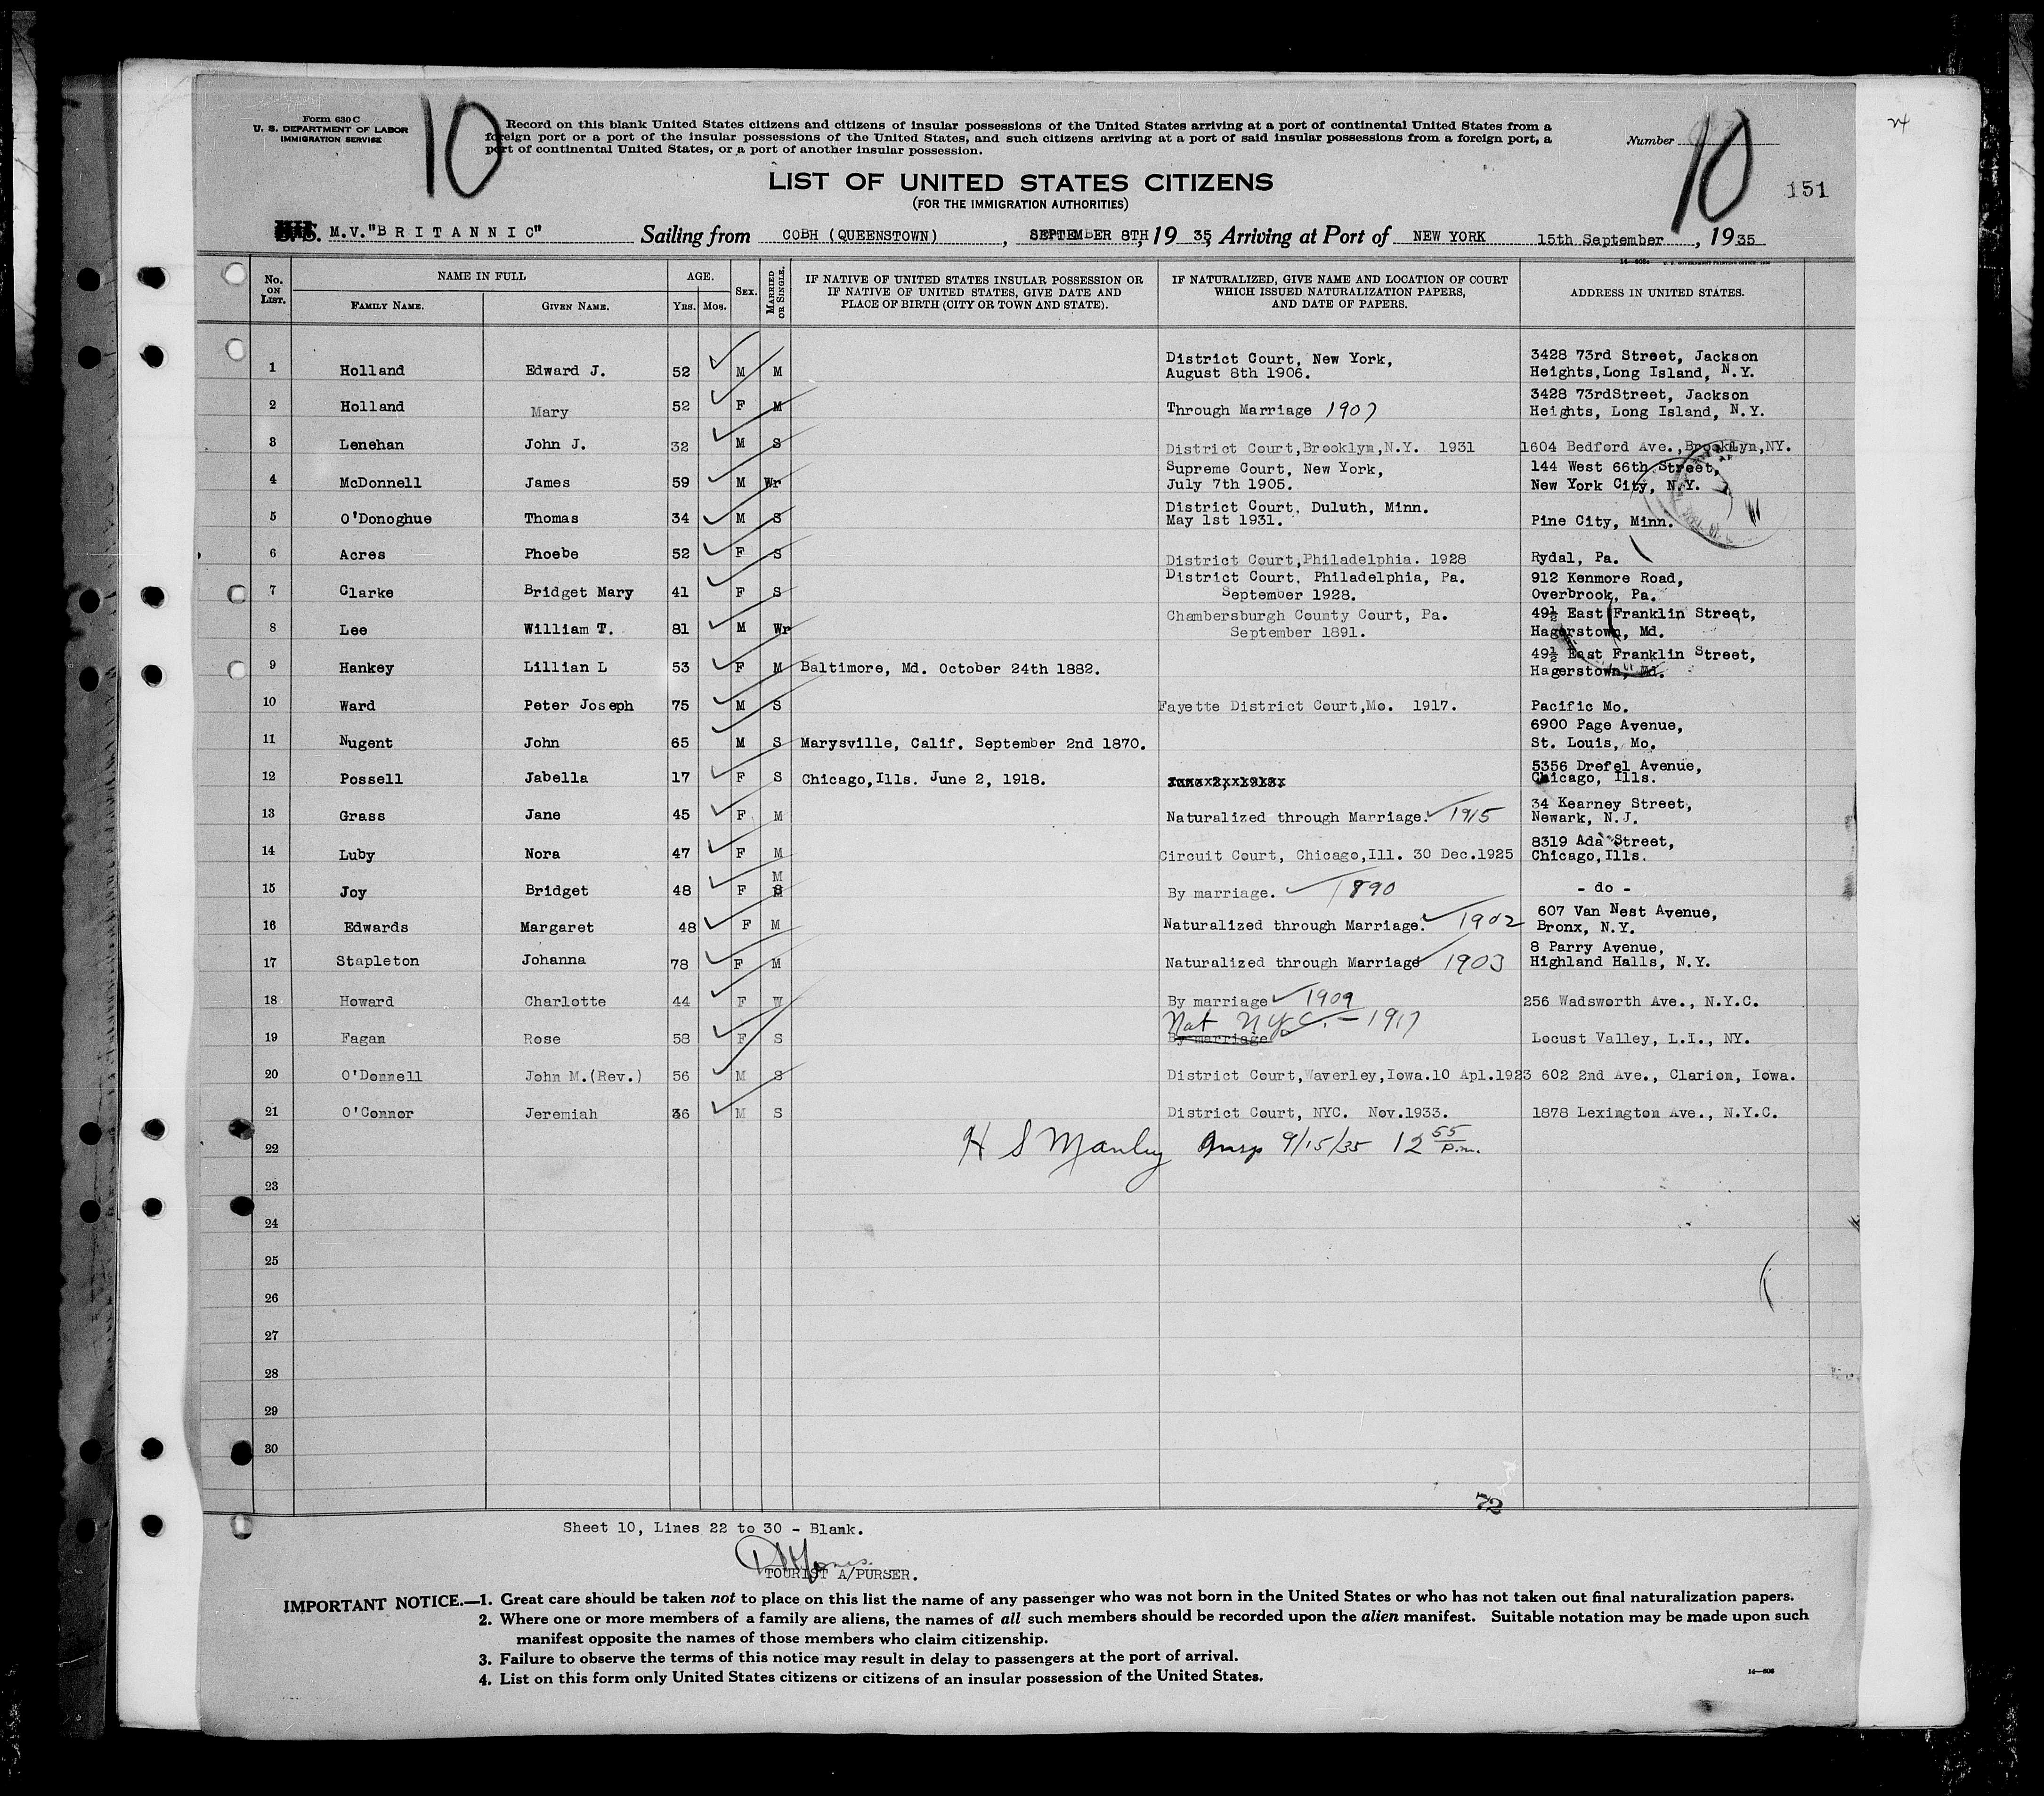 Form 630 C
U. S. DEPARTMENT OF LABOR
IMMIGRATION SERVICE
10
Record on this blank United States citizens and citizens of insular possessions of the United States arriving at a port of continental United States from a
foreign port or a port of the insular possessions of the United States, and such citizens arriving at a port of said insular possessions from a foreign port, a
port of continental United States, or a port of another insular possession.
Number 10
151
LIST OF UNITED STATES CITIZENS
(FOR THE IMMIGRATION AUTHORITIES)
S. M.V."BRITANNIC" Sailing from COBH (QUEENSTOWN), SEPTEMBER 8TH, 19 35, Arriving at Port of NEW YORK 15th September, 19 35
No. ON LIST. NAME IN FULL FAMILY NAME. GIVEN NAME. AGE. YRS. MOS. SEX. MARRIED OR SINGLE. IF NATIVE OF UNITED STATES INSULAR POSSESSION OR IF NATIVE OF UNITED STATES, GIVE DATE AND PLACE OF BIRTH (CITY OR TOWN AND STATE). IF NATURALIZED, GIVE NAME AND LOCATION OF COURT WHICH ISSUED NATURALIZATION PAPERS, AND DATE OF PAPERS. ADDRESS IN UNITED STATES.
1 Holland Edward J. 52 M M District Court, New York, August 8th 1906. 3428 73rd Street, Jackson Heights, Long Island, N.Y.
2 Holland Mary 52 F M Through Marriage 1907 3428 73rdStreet, Jackson Heights, Long Island, N.Y.
3 Lenehan John J. 32 M S District Court,Brooklyn,N.Y. 1931 1604 Bedford Ave.,Brooklyn,NY.
4 McDonnell James 59 M Wr Supreme Court, New York, July 7th 1905. 144 West 66th Street, New York City, N.Y.
5 O'Donoghue Thomas 34 M S District Court, Duluth, Minn. May 1st 1931. Pine City, Minn.
6 Acres Phoebe 52 F S District Court,Philadelphia. 1928 Rydal, Pa.
7 Clarke Bridget Mary 41 F S District Court, Philadelphia, Pa. September 1928. 912 Kenmore Road, Overbrook, Pa.
8 Lee William T. 81 M Wr Chambersburgh County Court, Pa. September 1891. 49½ East Franklin Street, Hagerstown, Md.
9 Hankey Lillian L 53 F M Baltimore, Md. October 24th 1882. 49½ East Franklin Street, Hagerstown, Md.
10 Ward Peter Joseph 75 M S Fayette District Court,Mo. 1917. Pacific Mo.
11 Nugent John 65 M S Marysville, Calif. September 2nd 1870. 6900 Page Avenue, St. Louis, Mo.
12 Possell Jabella 17 F S Chicago,Ills. June 2, 1918. 5356 Drefel Avenue, Chicago, Ills.
13 Grass Jane 45 F M Naturalized through Marriage. 1915 34 Kearney Street, Newark, N.J.
14 Luby Nora 47 F M Circuit Court, Chicago,Ill. 30 Dec.1925 8319 Ada Street, Chicago,Ills.
15 Joy Bridget 48 F M By marriage. 1890 - do -
16 Edwards Margaret 48 F M Naturalized through Marriage. 1902 607 Van Nest Avenue, Bronx, N.Y.
17 Stapleton Johanna 78 F M Naturalized through Marriage 1903 8 Parry Avenue, Highland Halls, N.Y.
18 Howard Charlotte 44 F W By marriage 1909 256 Wadsworth Ave., N.Y.C.
19 Fagan Rose 58 F S Nat N.Y.C. - 1917 By marriage Locust Valley, L.I., NY.
20 O'Donnell John M.(Rev.) 56 M S District Court,Waverley,Iowa.10 Apl.1923 602 2nd Ave., Clarion, Iowa.
21 O'Connor Jeremiah 36 M S District Court, NYC. Nov.1933. 1878 Lexington Ave., N.Y.C.
22 H S Manley Insp 9/15/35 12 55 p.m.
23
24
25
26
27
28
29
30
72
Sheet 10, Lines 22 to 30 - Blank.
TOURIST A/PURSER.
IMPORTANT NOTICE.—1. Great care should be taken not to place on this list the name of any passenger who was not born in the United States or who has not taken out final naturalization papers.
2. Where one or more members of a family are aliens, the names of all such members should be recorded upon the alien manifest. Suitable notation may be made upon such
manifest opposite the names of those members who claim citizenship.
3. Failure to observe the terms of this notice may result in delay to passengers at the port of arrival.
4. List on this form only United States citizens or citizens of an insular possession of the United States.